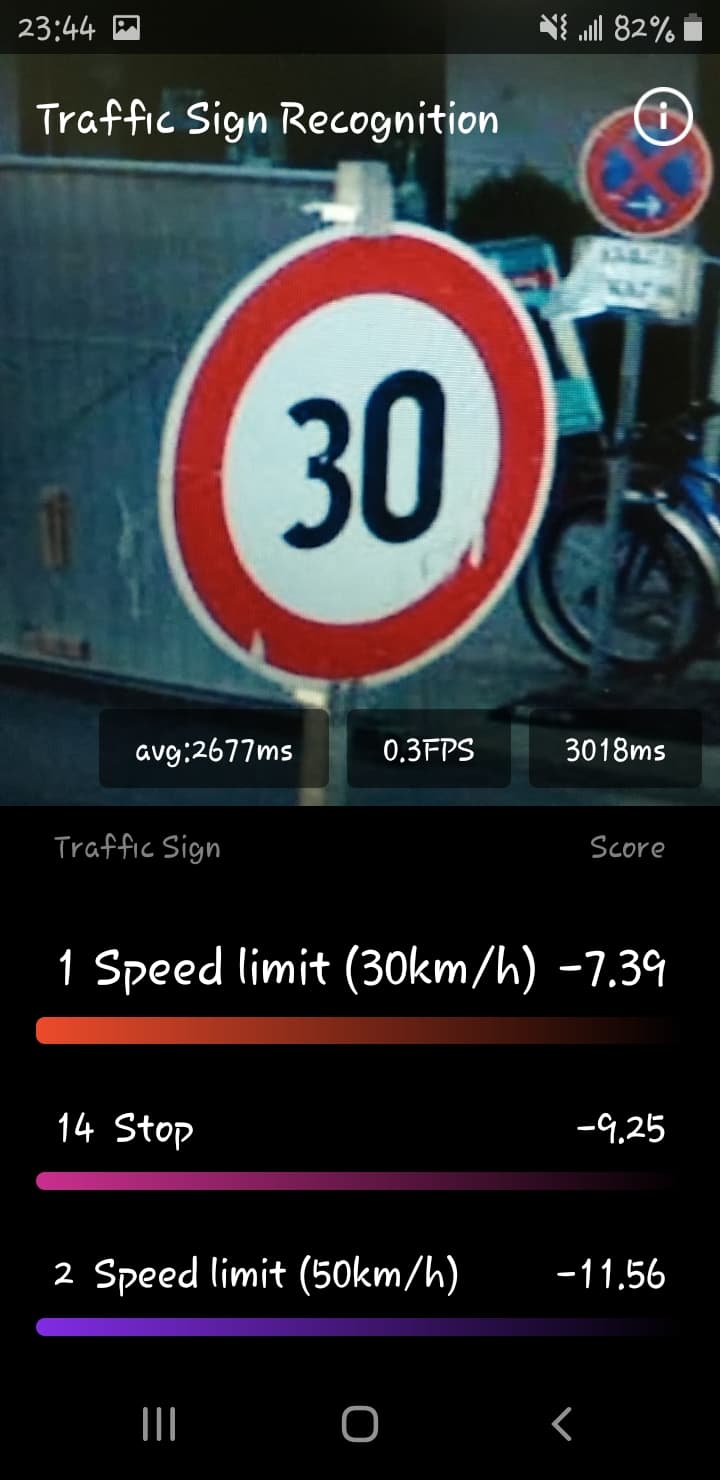 23:44 82%
Traffic Sign Recognition i
30
avg:2677ms 0.3FPS 3018ms
Traffic Sign Score
1 Speed limit (30km/h) -7.39
14 Stop -9.25
2 Speed limit (50km/h) -11.56